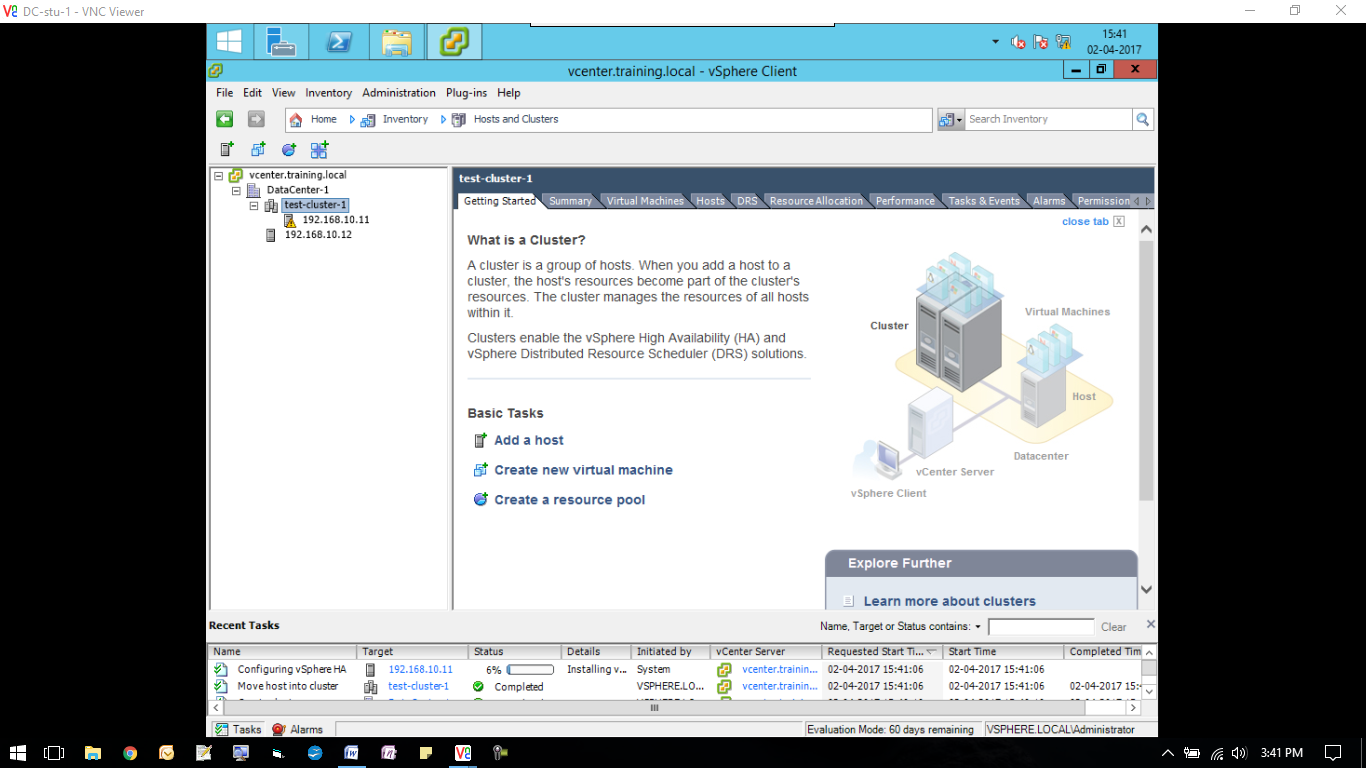 DC-stu-1 - VNC Viewer
15:41
02-04-2017
vcenter.training.local - vSphere Client
File Edit View Inventory Administration Plug-ins Help
Home Inventory Hosts and Clusters
Search Inventory
vcenter.training.local
DataCenter-1
test-cluster-1
192.168.10.11
192.168.10.12
test-cluster-1
Getting Started Summary Virtual Machines Hosts DRS Resource Allocation Performance Tasks & Events Alarms Permission
close tab X
What is a Cluster?
A cluster is a group of hosts. When you add a host to a
cluster, the host's resources become part of the cluster's
resources. The cluster manages the resources of all hosts
within it.
Clusters enable the vSphere High Availability (HA) and
vSphere Distributed Resource Scheduler (DRS) solutions.
Basic Tasks
Add a host
Create new virtual machine
Create a resource pool
Cluster
Virtual Machines
Host
Datacenter
vCenter Server
vSphere Client
Explore Further
Learn more about clusters
Recent Tasks
Name, Target or Status contains: Clear
Name Target Status Details Initiated by vCenter Server Requested Start Ti... Start Time Completed Tim
Configuring vSphere HA 192.168.10.11 6% Installing v... System vcenter.trainin... 02-04-2017 15:41:06 02-04-2017 15:41:06
Move host into cluster test-cluster-1 Completed VSPHERE.LO... vcenter.trainin... 02-04-2017 15:41:06 02-04-2017 15:41:06 02-04-2017 15:4
Tasks Alarms
Evaluation Mode: 60 days remaining VSPHERE.LOCAL\Administrator
3:41 PM